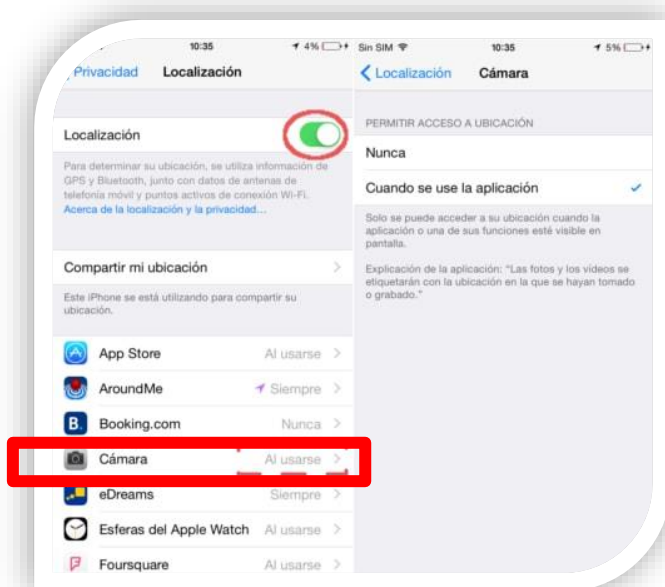 10:35
4%
Privacidad
Localización
Localización
Para determinar su ubicación, se utiliza información de
GPS y Bluetooth, junto con datos de antenas de
telefonía móvil y puntos activos de conexión Wi-Fi.
Acerca de la localización y la privacidad...
Compartir mi ubicación
Este iPhone se está utilizando para compartir su
ubicación.
App Store Al usarse
AroundMe Siempre
B. Booking.com Nunca
Cámara Al usarse
eDreams Siempre
Esferas del Apple Watch Al usarse
Foursquare Al usarse
Sin SIM 10:35 5%
Localización Cámara
PERMITIR ACCESO A UBICACIÓN
Nunca
Cuando se use la aplicación
Solo se puede acceder a su ubicación cuando la
aplicación o una de sus funciones esté visible en
pantalla.
Explicación de la aplicación: "Las fotos y los vídeos se
etiquetarán con la ubicación en la que se hayan tomado
o grabado."